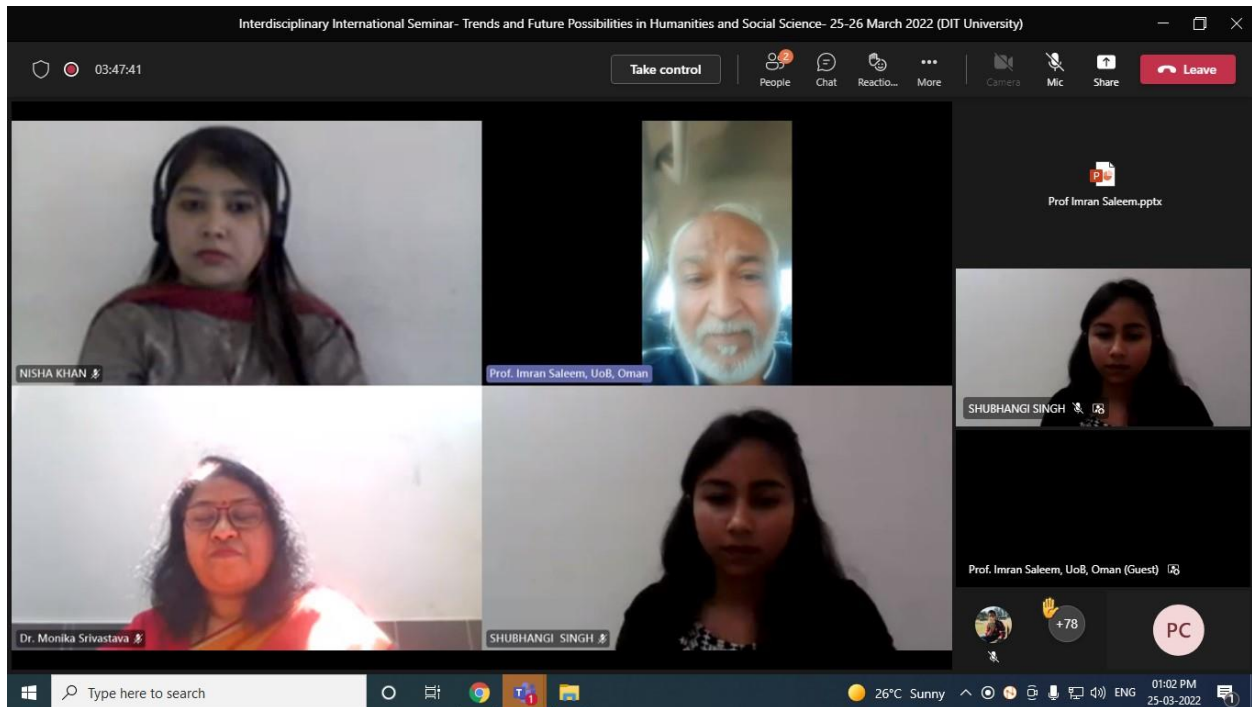 Interdisciplinary International Seminar- Trends and Future Possibilities in Humanities and Social Science- 25-26 March 2022 (DIT University)
03:47:41
Take control
2
People
Chat
Reactio...
More
Camera
Mic
Share
Leave
NISHA KHAN
Prof. Imran Saleem, UoB, Oman
Prof Imran Saleem.pptx
SHUBHANGI SINGH
Dr. Monika Srivastava
SHUBHANGI SINGH
Prof. Imran Saleem, UoB, Oman (Guest)
+78
PC
Type here to search
26°C Sunny
ENG
01:02 PM
25-03-2022
1